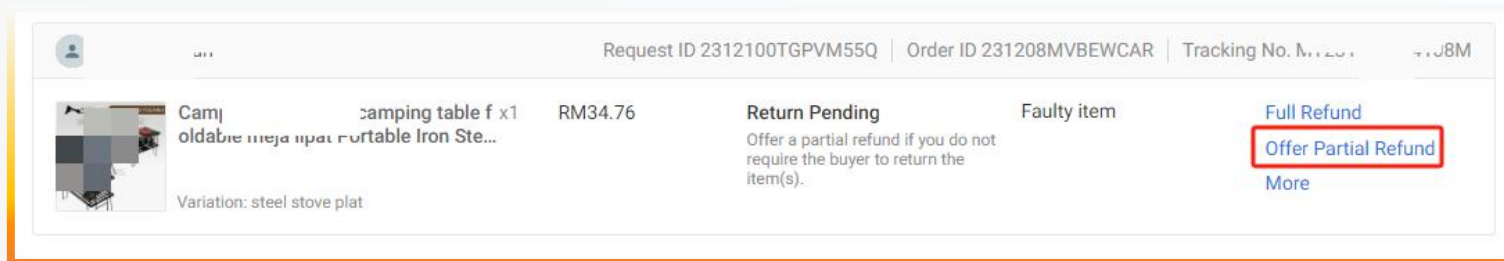 Request ID 2312100TGPVM55Q | Order ID 231208MVBEWCAR | Tracking No.
camping table f x1
oldable meja lipat Portable Iron Ste...
Variation: steel stove plat
RM34.76
Return Pending
Offer a partial refund if you do not
require the buyer to return the
item(s).
Faulty item
Full Refund
Offer Partial Refund
More